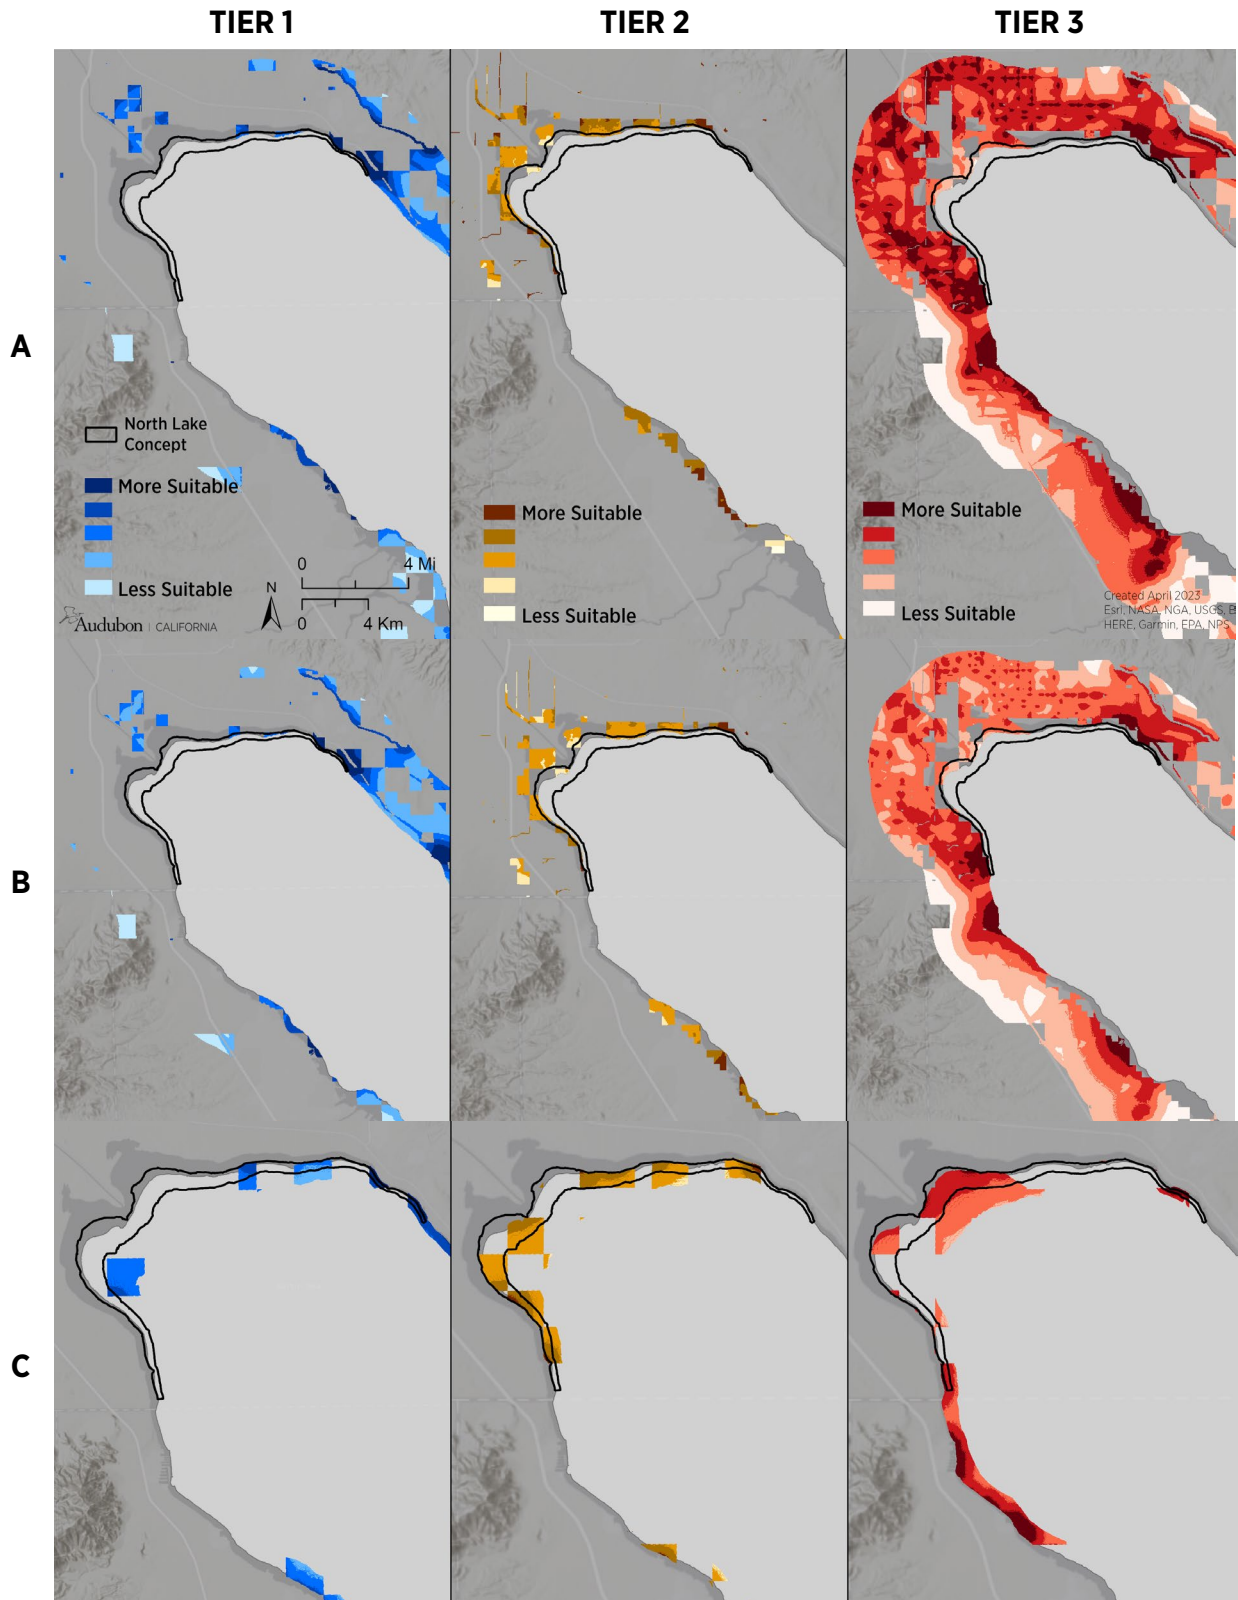 TIER 1
TIER 2
TIER 3
A
North Lake
Concept
More Suitable
Less Suitable
0 4 Mi
N
0 4 Km
Audubon | CALIFORNIA
More Suitable
Less Suitable
More Suitable
Less Suitable
Created April 2023
Esri, NASA, NGA, USGS,
HERE, Garmin, EPA, NPS
B
C